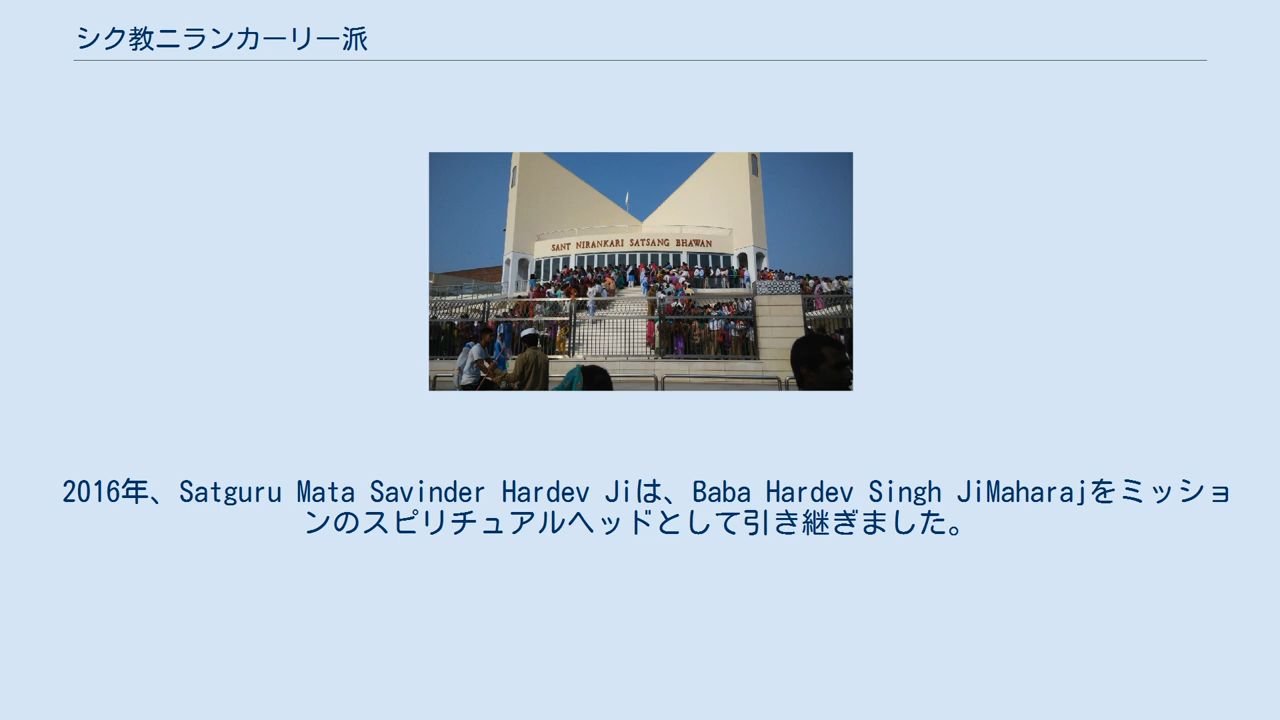 シク教ニランカーリー派
SANT NIRANKARI SATSANG BHAWAN
2016年、Satguru Mata Savinder Hardev Jiは、Baba Hardev Singh JiMaharajをミッショ
ンのスピリチュアルヘッドとして引き継ぎました。